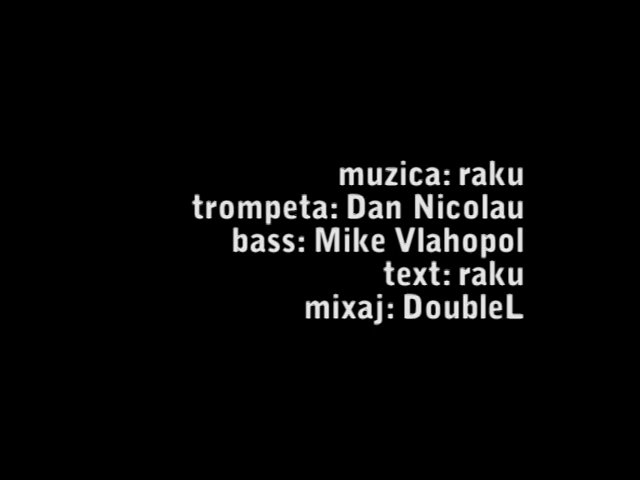 muzica: raku
trompeta: Dan Nicolau
bass: Mike Vlahopol
text: raku
mixaj: DoubleL